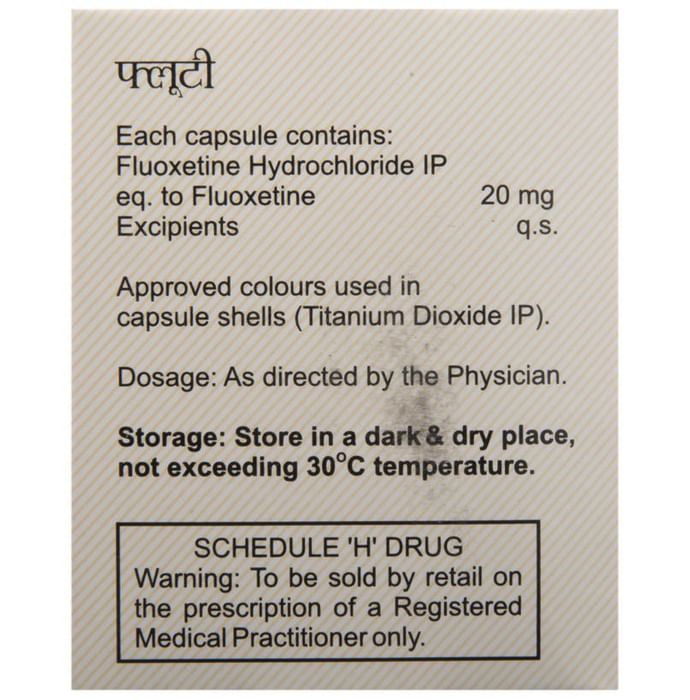 फ्लूटी
Each capsule contains:
Fluoxetine Hydrochloride IP
eq. to Fluoxetine 20 mg
Excipients q.s.
Approved colours used in
capsule shells (Titanium Dioxide IP).
Dosage: As directed by the Physician.
Storage: Store in a dark & dry place,
not exceeding 30°C temperature.
SCHEDULE 'H' DRUG
Warning: To be sold by retail on
the prescription of a Registered
Medical Practitioner only.